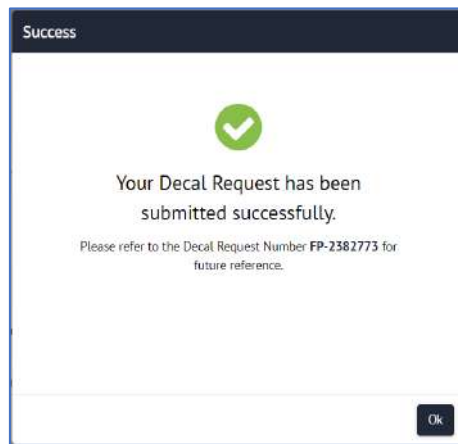 Success
Your Decal Request has been
submitted successfully.
Please refer to the Decal Request Number FP-2382773 for
future reference.
Ok